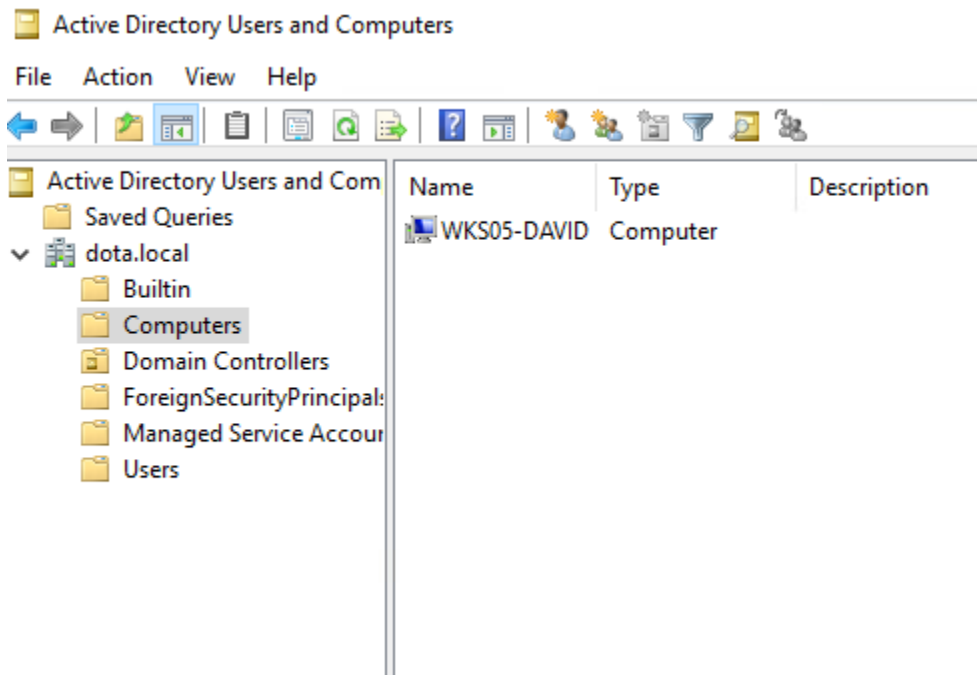 Active Directory Users and Computers
File Action View Help
Active Directory Users and Com
Name Type Description
Saved Queries
WKS05-DAVID Computer
dota.local
Builtin
Computers
Domain Controllers
ForeignSecurityPrincipals
Managed Service Accour
Users